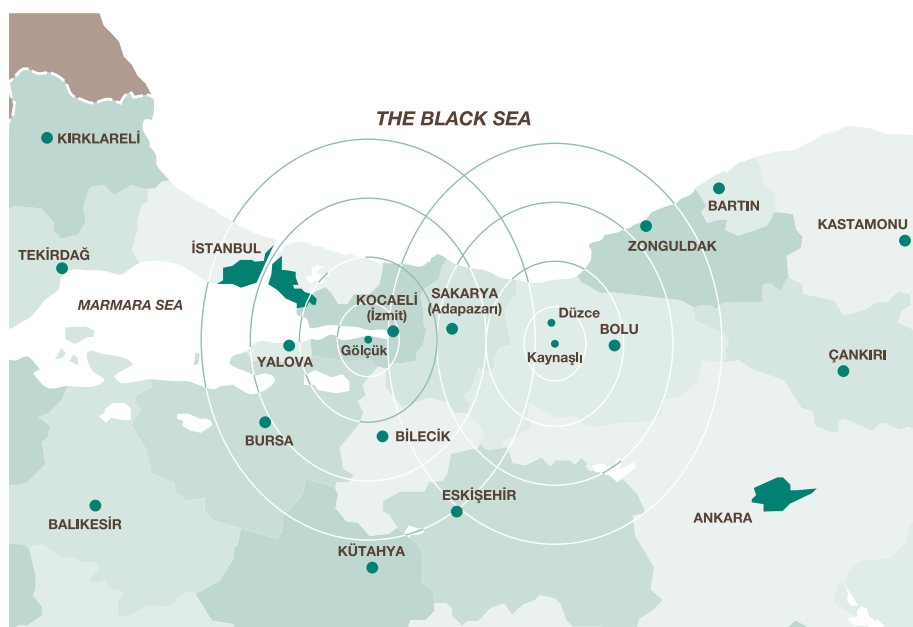 THE BLACK SEA
KIRKLARELİ
BARTIN
KASTAMONU
ZONGULDAK
İSTANBUL
TEKİRDAĞ
MARMARA SEA
KOCAELİ
(İzmit)
SAKARYA
(Adapazarı)
Düzce
BOLU
Gölçük
Kaynaşlı
YALOVA
ÇANKIRI
BURSA
BİLECİK
ESKİŞEHİR
ANKARA
BALIKESİR
KÜTAHYA